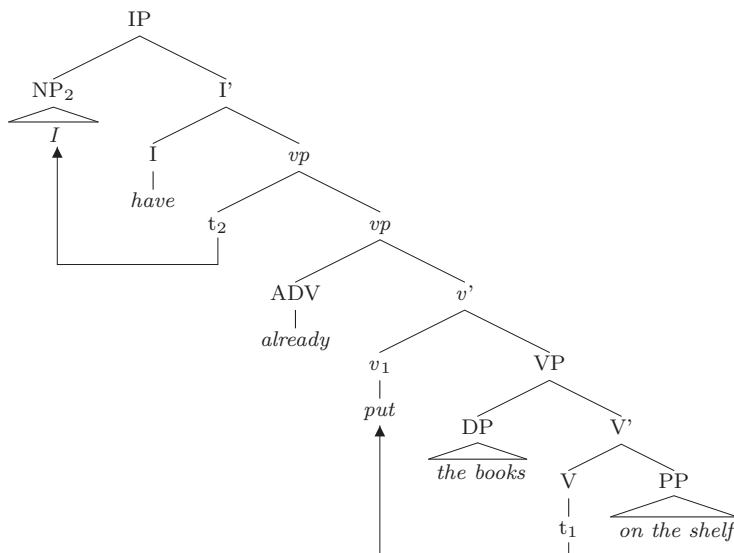 IP
NP₂ I'
I
I vp
have
t₂ vp
ADV v'
already
v₁ VP
put
DP V'
the books
V PP
t₁ on the shelf